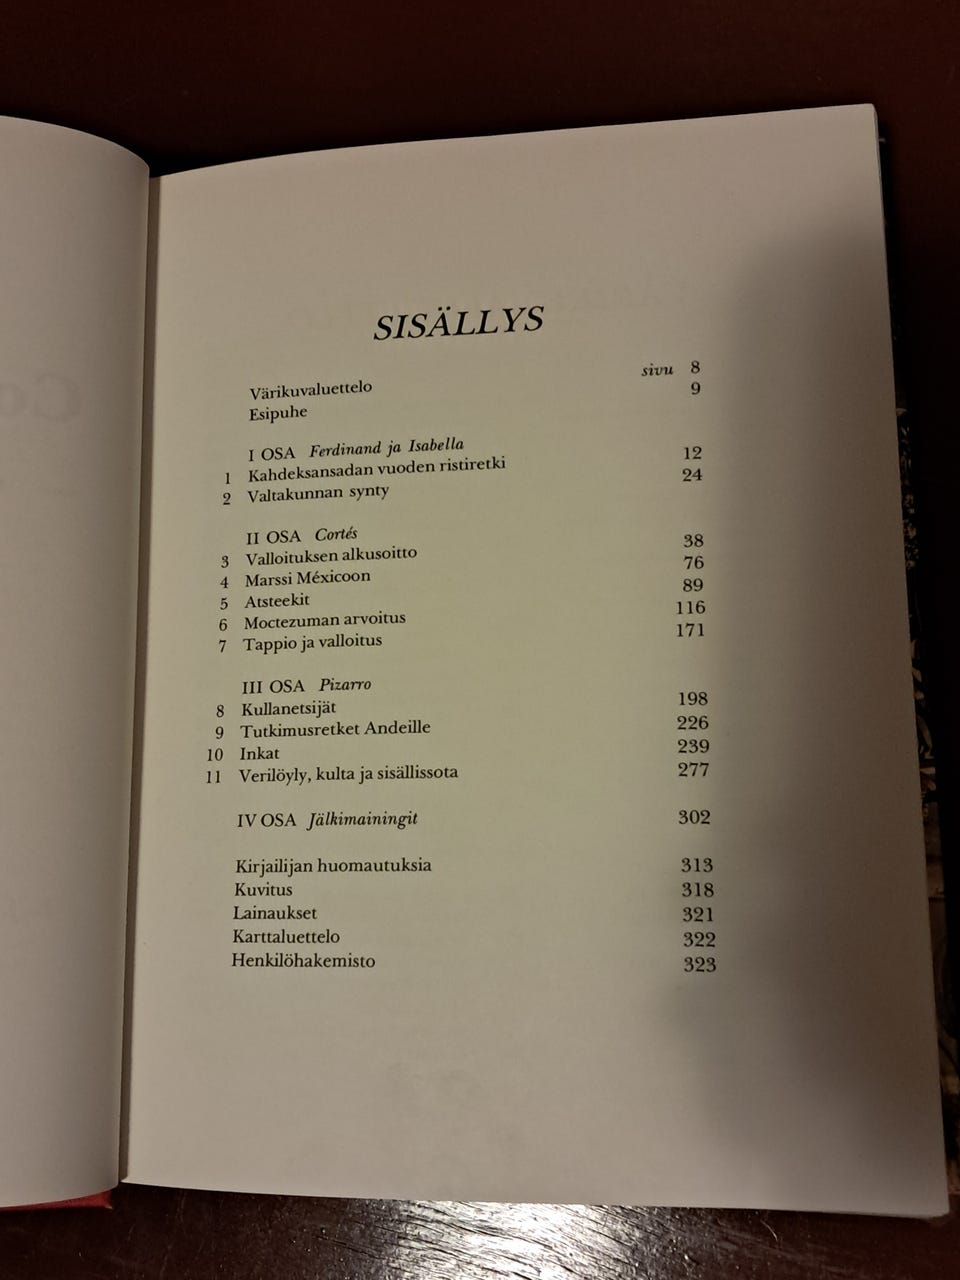 SISÄLLYS
sivu
Värikuvaluettelo 8
Esipuhe 9
I OSA Ferdinand ja Isabella
1 Kahdeksansadan vuoden ristiretki 12
2 Valtakunnan synty 24
II OSA Cortés
3 Valloituksen alkusoitto 38
4 Marssi Méxicoon 76
5 Atsteekit 89
6 Moctezuman arvoitus 116
7 Tappio ja valloitus 171
III OSA Pizarro
8 Kullanetsijät 198
9 Tutkimusretket Andeille 226
10 Inkat 239
11 Verilöyly, kulta ja sisällissota 277
IV OSA Jälkimainingit 302
Kirjailijan huomautuksia 313
Kuvitus 318
Lainaukset 321
Karttaluettelo 322
Henkilöhakemisto 323